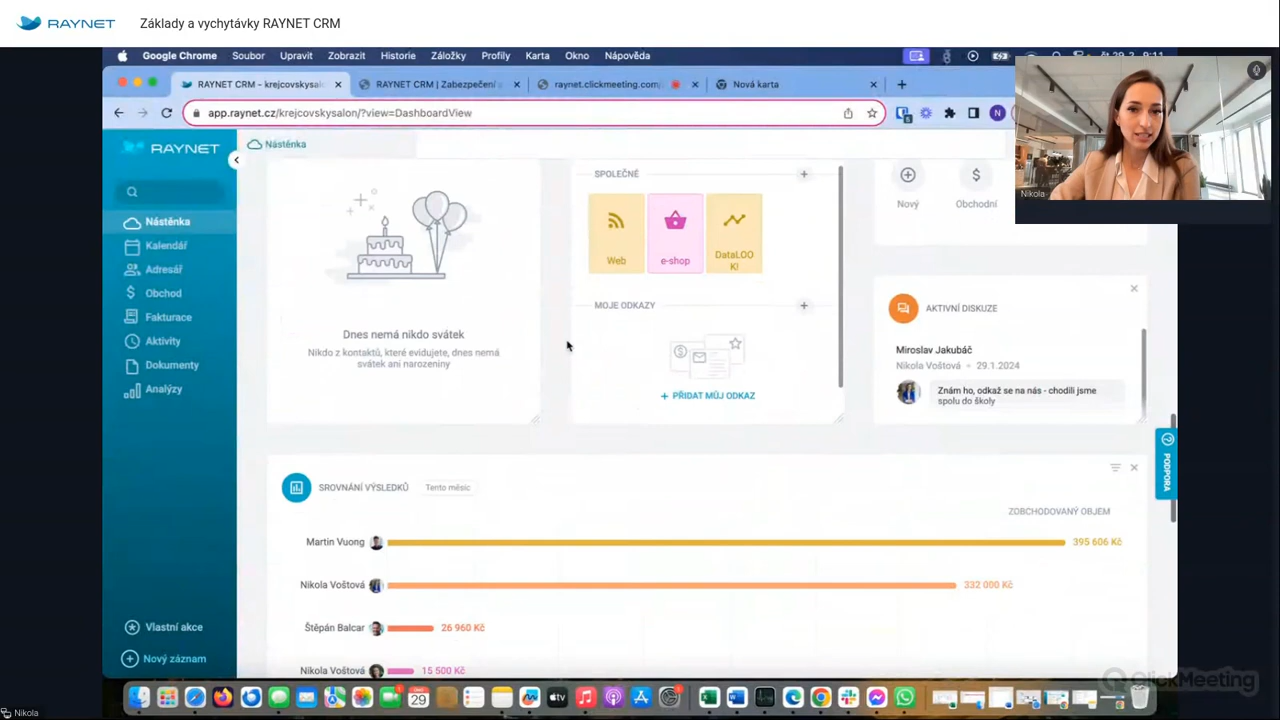 RAYNET
Základy a vychytávky RAYNET CRM
Google Chrome Soubor Upravit Zobrazit Historie Záložky Profily Karta Okno Nápověda
RAYNET CRM – krejcovskysalon
RAYNET CRM | Zabezpečení
raynet.clickmeeting.com
Nová karta
app.raynet.cz/krejcovskysalon/?view=DashboardView
N
Nikola
RAYNET
Nástěnka
Nástěnka
Kalendář
Adresář
Obchod
Fakturace
Aktivity
Dokumenty
Analýzy
Vlastní akce
Nový záznam
Dnes nemá nikdo svátek
Nikdo z kontaktů, které evidujete, dnes nemá
svátek ani narozeniny
SPOLEČNÉ
Web
e-shop
DataLOO
K!
MOJE ODKAZY
PŘIDAT MŮJ ODKAZ
Nový
Obchodní
AKTIVNÍ DISKUZE
Miroslav Jakubáč
Nikola Voštová • 29.1.2024
Znám ho, odkaž se na nás - chodili jsme
spolu do školy
PODPORA
SROVNÁNÍ VÝSLEDKŮ
Tento měsíc
ZOBCHODOVANÝ OBJEM
Martin Vuong 395 606 Kč
Nikola Voštová 332 000 Kč
Štěpán Balcar 26 960 Kč
Nikola Voštová 15 500 Kč
29
ClickMeeting
Nikola